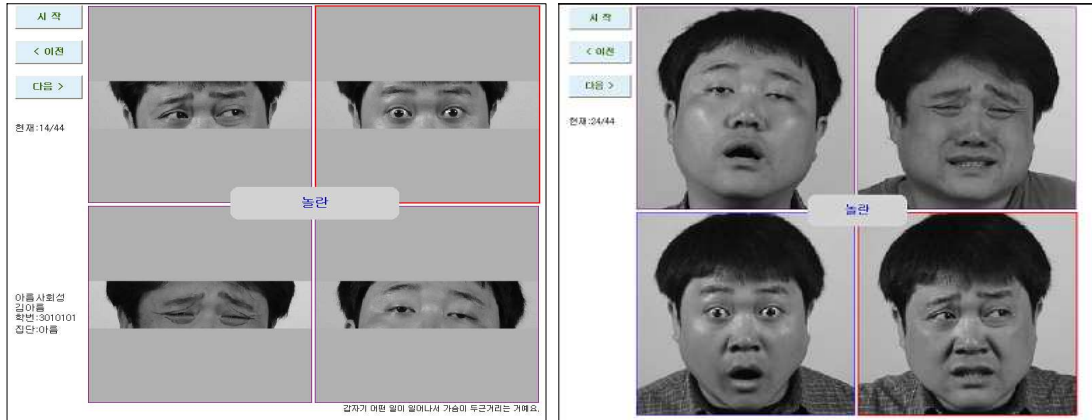 시 작
< 이전
다음 >
현재:14/44
놀란
아름사회성
김아름
학번:3010101
집단:아름
갑자기 어떤 일이 일어나서 가슴이 두근거리는 거예요.
시 작
< 이전
다음 >
현재:24/44
놀란